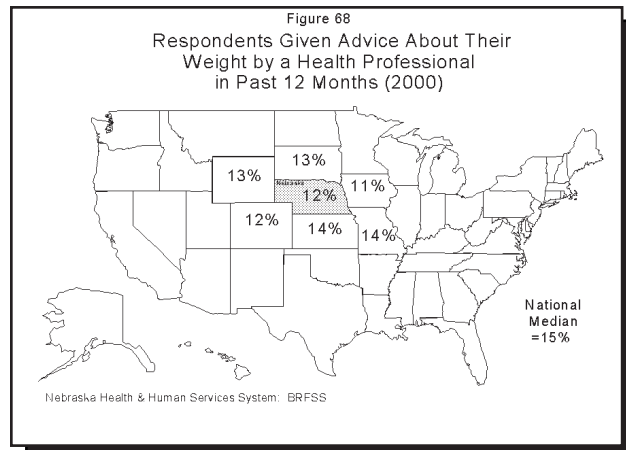 Figure 68
Respondents Given Advice About Their
Weight by a Health Professional
in Past 12 Months (2000)
13%
13%
Nebraska
12%
11%
12%
14%
14%
National
Median
=15%
Nebraska Health & Human Services System: BRFSS